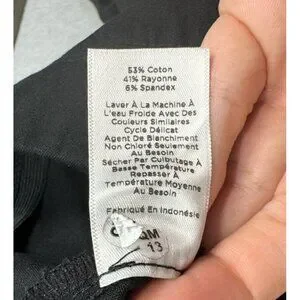 53% Coton
41% Rayonne
6% Spandex
Laver À La Machine À
L'eau Froide Avec Des
Couleurs Similaires
Cycle Délicat
Agent De Blanchiment
Non Chloré Seulement
Au Besoin
Sécher Par Culbutage À
Basse Température
Repasser À
Température Moyenne
Au Besoin
Fabriqué En Indonésie
GM
13